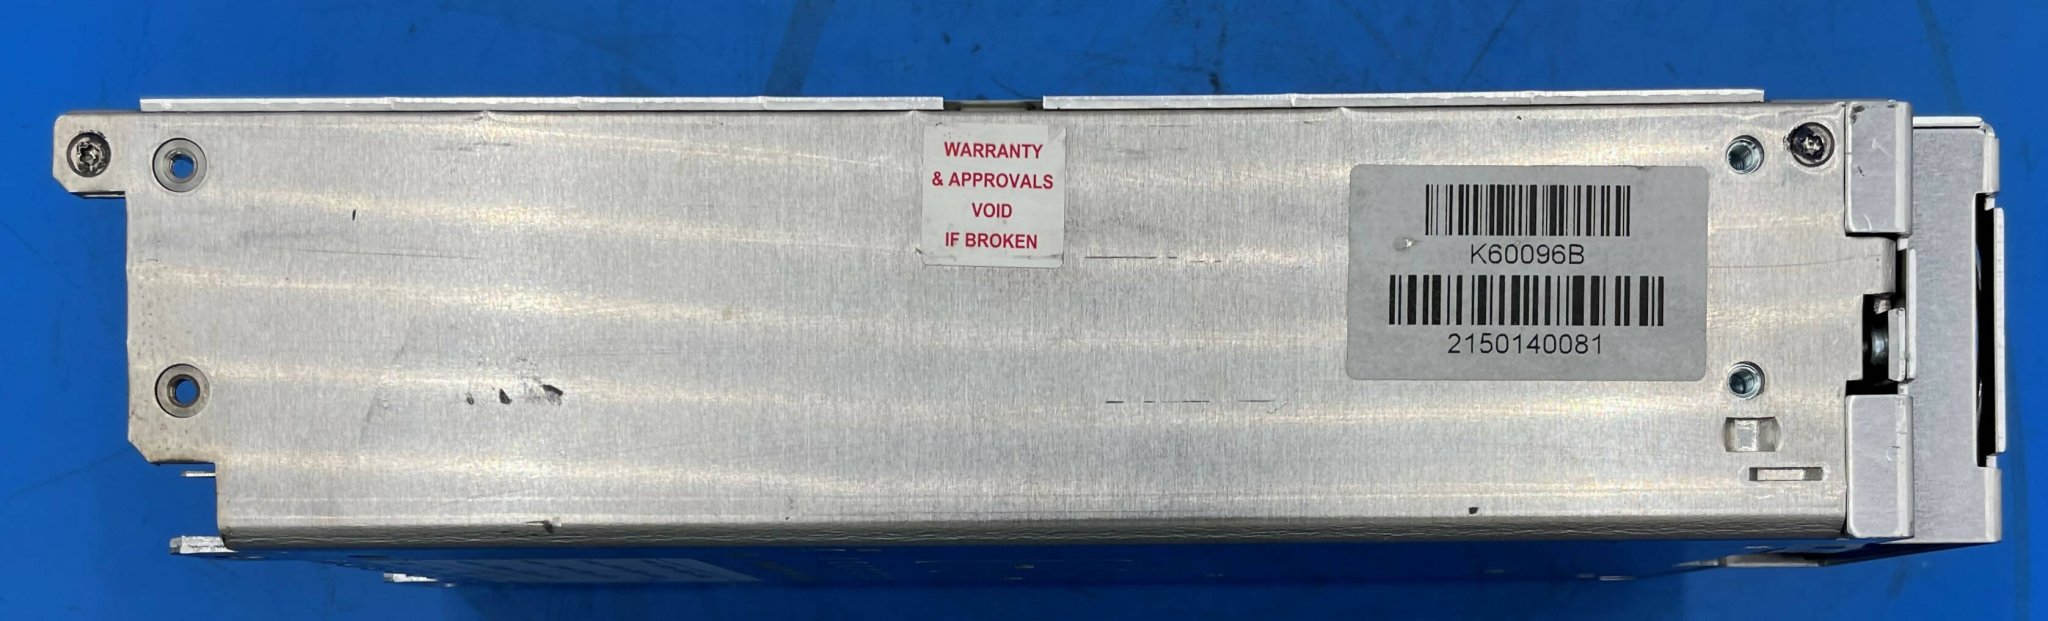 WARRANTY
& APPROVALS
VOID
IF BROKEN
K60096B
2150140081